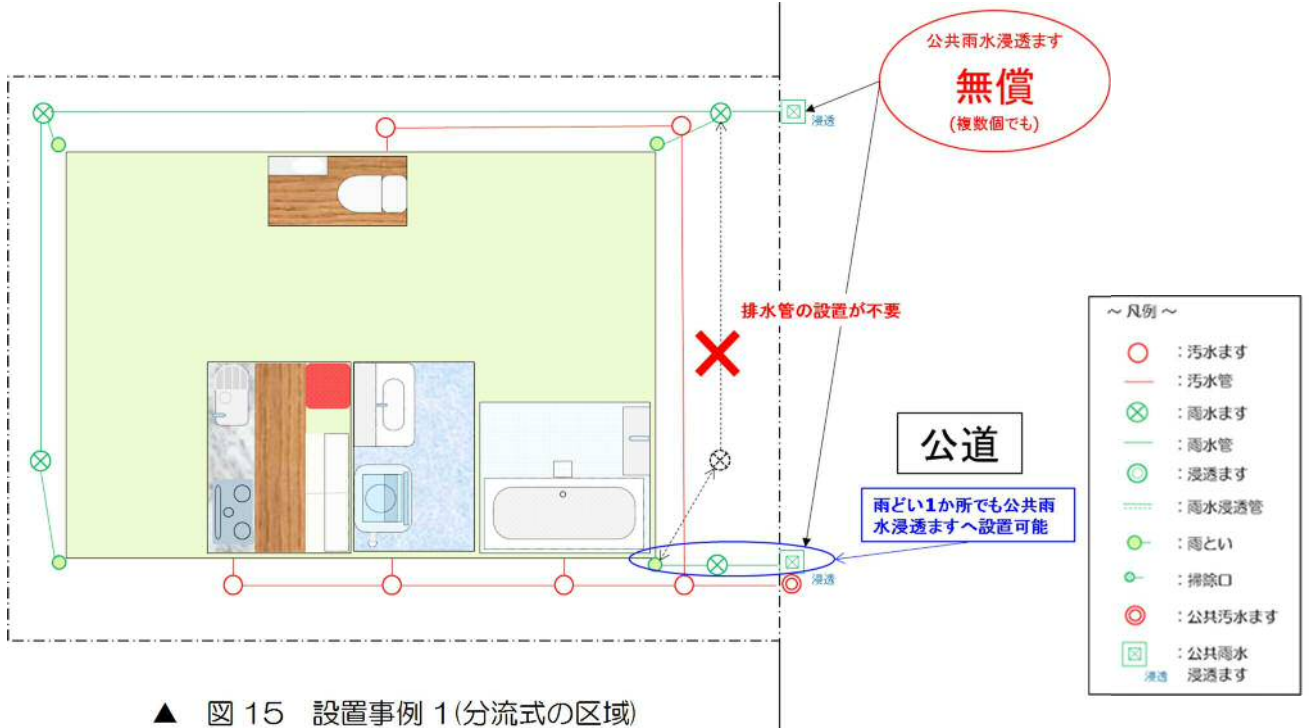 公共雨水浸透ます
無償
(複数個でも)
浸透
排水管の設置が不要
公道
雨どい1か所でも公共雨
水浸透ますへ設置可能
浸透
～ 凡例 ～
：汚水ます
：汚水管
：雨水ます
：雨水管
：浸透ます
：雨水浸透管
：雨とい
：掃除口
：公共汚水ます
：公共雨水
浸透 浸透ます
▲ 図 15 設置事例 1(分流式の区域)